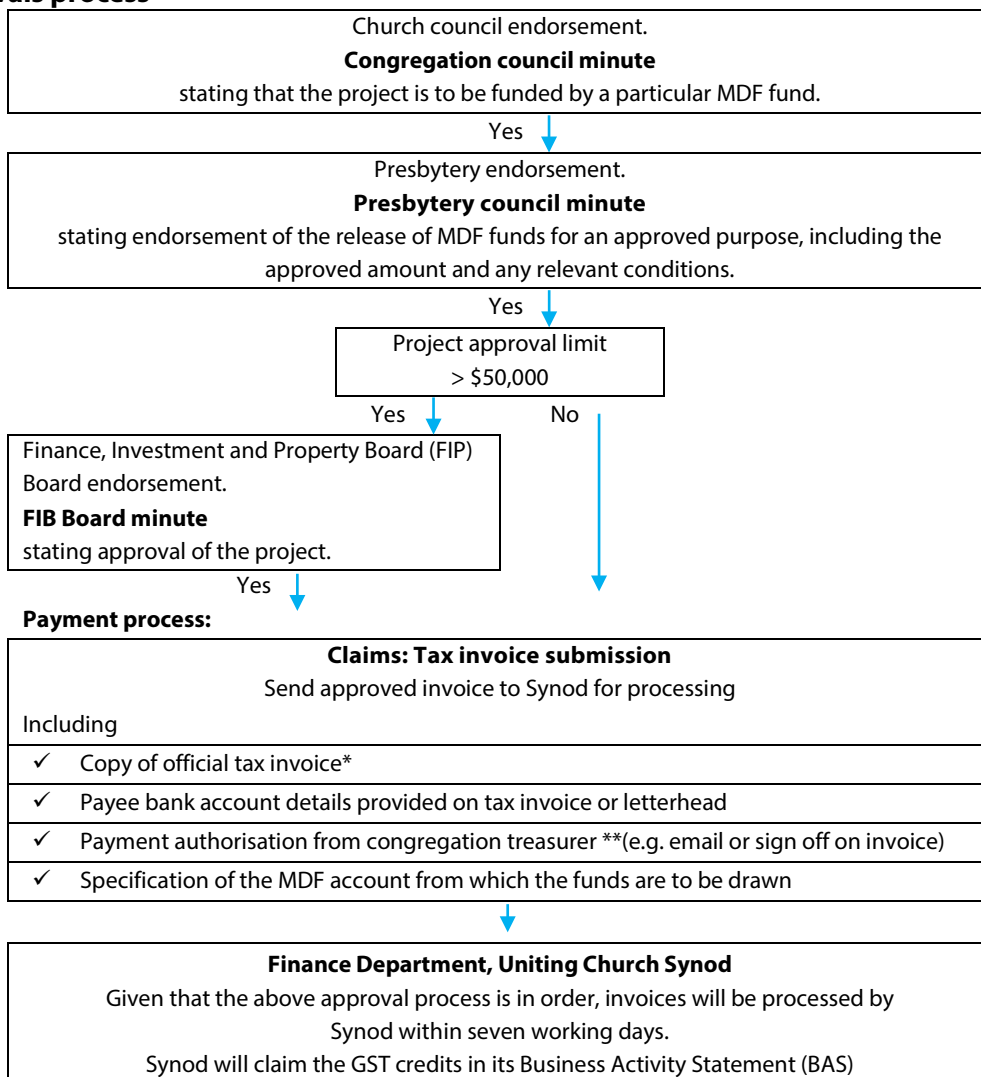 Church council endorsement.
Congregation council minute
stating that the project is to be funded by a particular MDF fund.
Yes
Presbytery endorsement.
Presbytery council minute
stating endorsement of the release of MDF funds for an approved purpose, including the
approved amount and any relevant conditions.
Yes
Project approval limit
> $50,000
Yes No
Finance, Investment and Property Board (FIP)
Board endorsement.
FIB Board minute
stating approval of the project.
Yes
Payment process:
Claims: Tax invoice submission
Send approved invoice to Synod for processing
Including
✓ Copy of official tax invoice*
✓ Payee bank account details provided on tax invoice or letterhead
✓ Payment authorisation from congregation treasurer **(e.g. email or sign off on invoice)
✓ Specification of the MDF account from which the funds are to be drawn
Finance Department, Uniting Church Synod
Given that the above approval process is in order, invoices will be processed by
Synod within seven working days.
Synod will claim the GST credits in its Business Activity Statement (BAS)